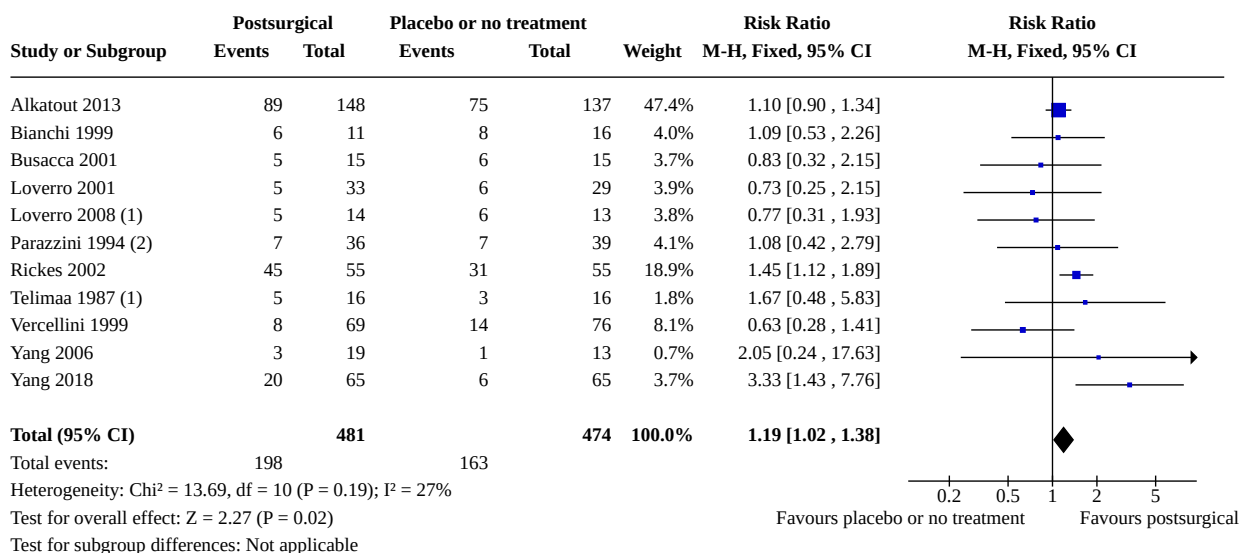 Postsurgical Placebo or no treatment Risk Ratio Risk Ratio
Study or Subgroup Events Total Events Total Weight M-H, Fixed, 95% CI M-H, Fixed, 95% CI
Alkatout 2013 89 148 75 137 47.4% 1.10 [0.90 , 1.34]
Bianchi 1999 6 11 8 16 4.0% 1.09 [0.53 , 2.26]
Busacca 2001 5 15 6 15 3.7% 0.83 [0.32 , 2.15]
Loverro 2001 5 33 6 29 3.9% 0.73 [0.25 , 2.15]
Loverro 2008 (1) 5 14 6 13 3.8% 0.77 [0.31 , 1.93]
Parazzini 1994 (2) 7 36 7 39 4.1% 1.08 [0.42 , 2.79]
Rickes 2002 45 55 31 55 18.9% 1.45 [1.12 , 1.89]
Telimaa 1987 (1) 5 16 3 16 1.8% 1.67 [0.48 , 5.83]
Vercellini 1999 8 69 14 76 8.1% 0.63 [0.28 , 1.41]
Yang 2006 3 19 1 13 0.7% 2.05 [0.24 , 17.63]
Yang 2018 20 65 6 65 3.7% 3.33 [1.43 , 7.76]
Total (95% CI) 481 474 100.0% 1.19 [1.02 , 1.38]
Total events: 198 163
Heterogeneity: Chi² = 13.69, df = 10 (P = 0.19); I² = 27%
0.2 0.5 1 2 5
Test for overall effect: Z = 2.27 (P = 0.02) Favours placebo or no treatment Favours postsurgical
Test for subgroup differences: Not applicable